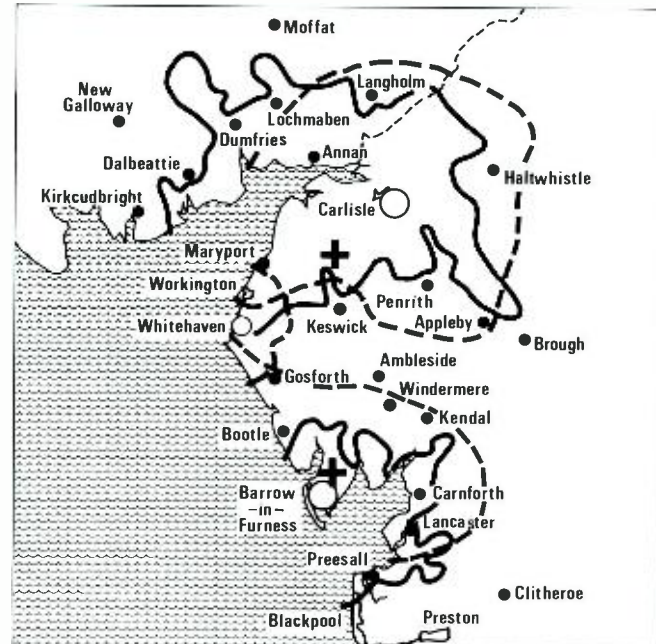 Moffat
New
Galloway
Langholm
Lochmaben
Dumfries
Annan
Dalbeattie
Haltwhistle
Kirkcudbright
Carlisle
Maryport
Workington
Penrith
Whitehaven
Keswick
Appleby
Brough
Ambleside
Gosforth
Windermere
Kendal
Bootle
Barrow
-in-
Furness
Carnforth
Lancaster
Preesall
Clitheroe
Blackpool
Preston